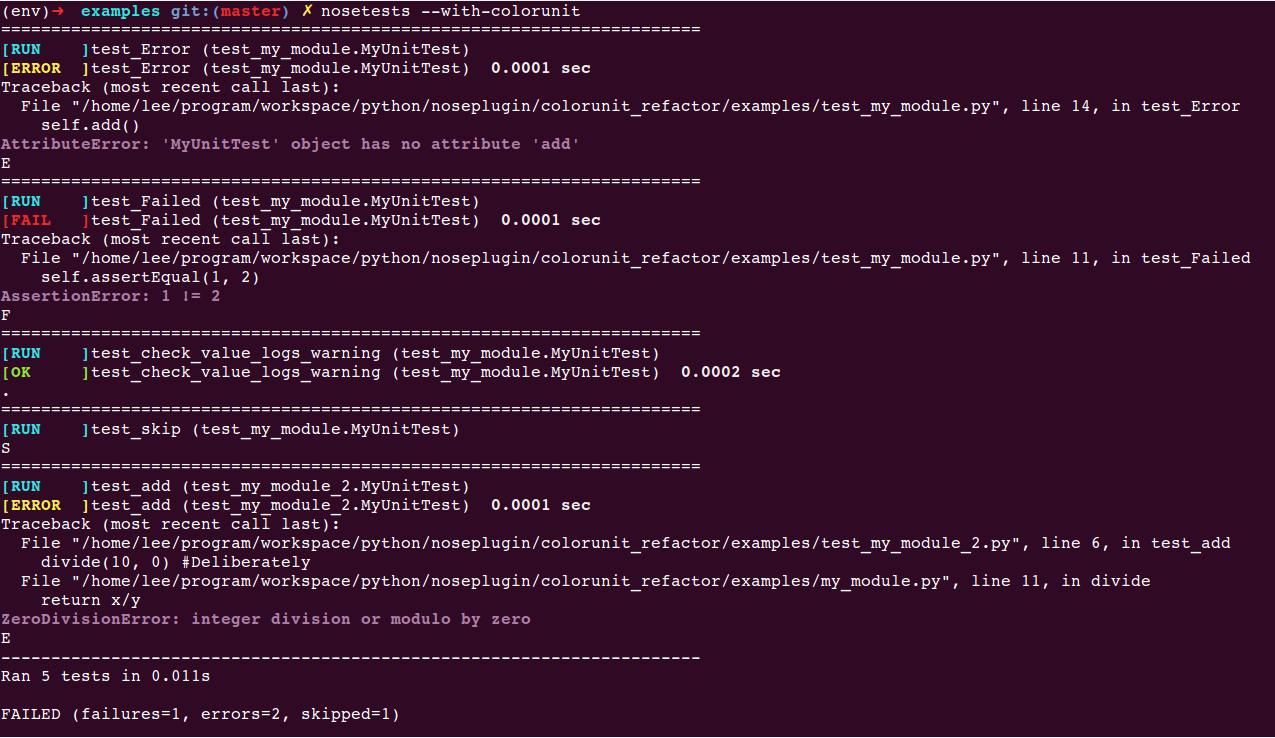 (env)➜  examples git:(master) ✗ nosetests --with-colorunit
======================================================================
[RUN    ]test_Error (test_my_module.MyUnitTest)
[ERROR  ]test_Error (test_my_module.MyUnitTest)  0.0001 sec
Traceback (most recent call last):
  File "/home/lee/program/workspace/python/noseplugin/colorunit_refactor/examples/test_my_module.py", line 14, in test_Error
    self.add()
AttributeError: 'MyUnitTest' object has no attribute 'add'
E
======================================================================
[RUN    ]test_Failed (test_my_module.MyUnitTest)
[FAIL   ]test_Failed (test_my_module.MyUnitTest)  0.0001 sec
Traceback (most recent call last):
  File "/home/lee/program/workspace/python/noseplugin/colorunit_refactor/examples/test_my_module.py", line 11, in test_Failed
    self.assertEqual(1, 2)
AssertionError: 1 != 2
F
======================================================================
[RUN    ]test_check_value_logs_warning (test_my_module.MyUnitTest)
[OK     ]test_check_value_logs_warning (test_my_module.MyUnitTest)  0.0002 sec
.
======================================================================
[RUN    ]test_skip (test_my_module.MyUnitTest)
S
======================================================================
[RUN    ]test_add (test_my_module_2.MyUnitTest)
[ERROR  ]test_add (test_my_module_2.MyUnitTest)  0.0001 sec
Traceback (most recent call last):
  File "/home/lee/program/workspace/python/noseplugin/colorunit_refactor/examples/test_my_module_2.py", line 6, in test_add
    divide(10, 0) #Deliberately
  File "/home/lee/program/workspace/python/noseplugin/colorunit_refactor/examples/my_module.py", line 11, in divide
    return x/y
ZeroDivisionError: integer division or modulo by zero
E
----------------------------------------------------------------------
Ran 5 tests in 0.011s

FAILED (failures=1, errors=2, skipped=1)